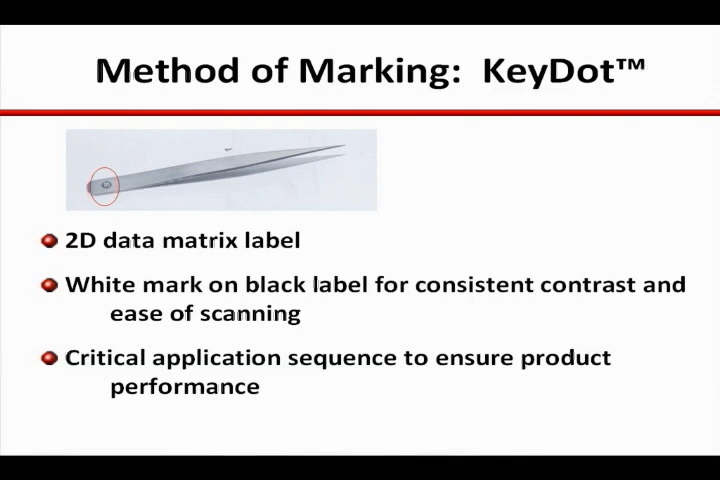 Method of Marking:  KeyDot™
2D data matrix label
White mark on black label for consistent contrast and
ease of scanning
Critical application sequence to ensure product
performance